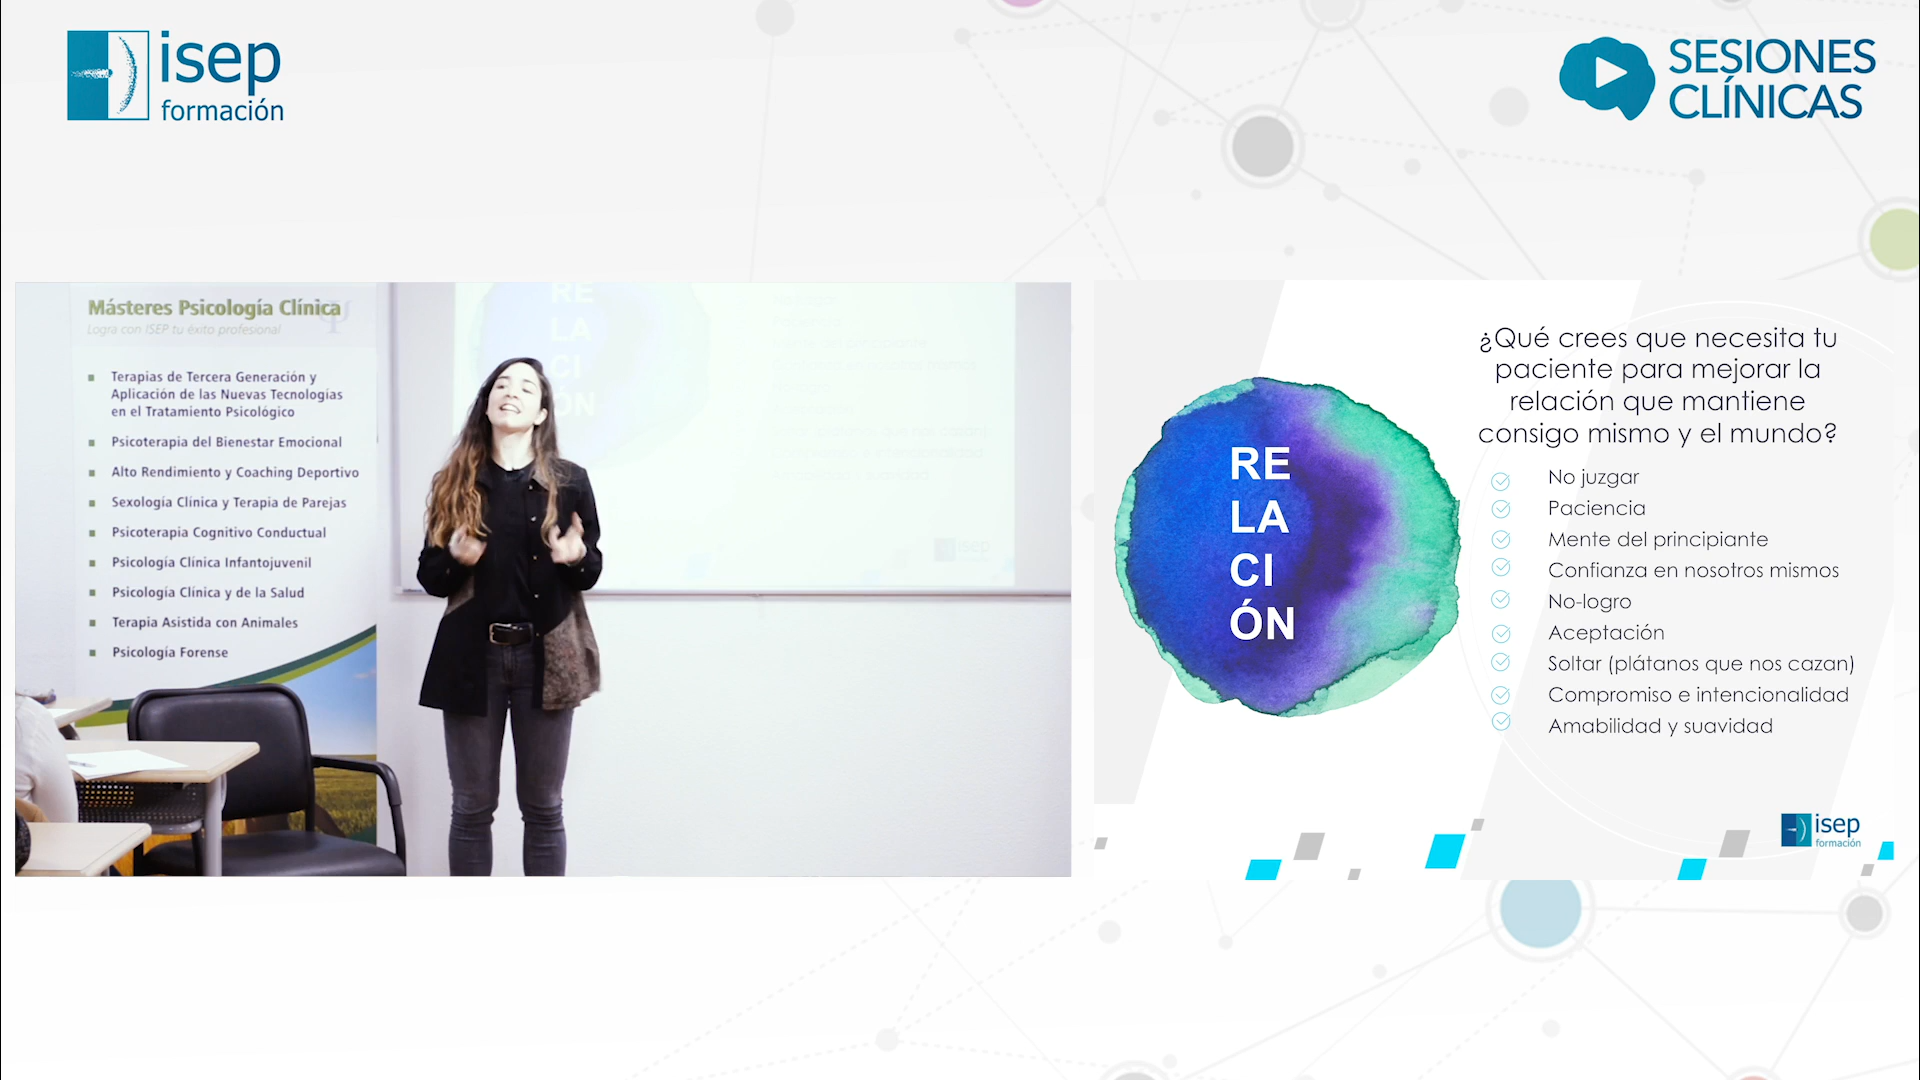 isep
formación
SESIONES
CLÍNICAS
Másteres Psicología Clínica
Logra con ISEP tu éxito profesional
Terapias de Tercera Generación y
Aplicación de las Nuevas Tecnologías
en el Tratamiento Psicológico
Psicoterapia del Bienestar Emocional
Alto Rendimiento y Coaching Deportivo
Sexología Clínica y Terapia de Parejas
Psicoterapia Cognitivo Conductual
Psicología Clínica Infantojuvenil
Psicología Clínica y de la Salud
Terapia Asistida con Animales
Psicología Forense
RE
LA
CI
ÓN
isep
RE
LA
CI
ÓN
¿Qué crees que necesita tu
paciente para mejorar la
relación que mantiene
consigo mismo y el mundo?
No juzgar
Paciencia
Mente del principiante
Confianza en nosotros mismos
No-logro
Aceptación
Soltar (plátanos que nos cazan)
Compromiso e intencionalidad
Amabilidad y suavidad
isep
formación